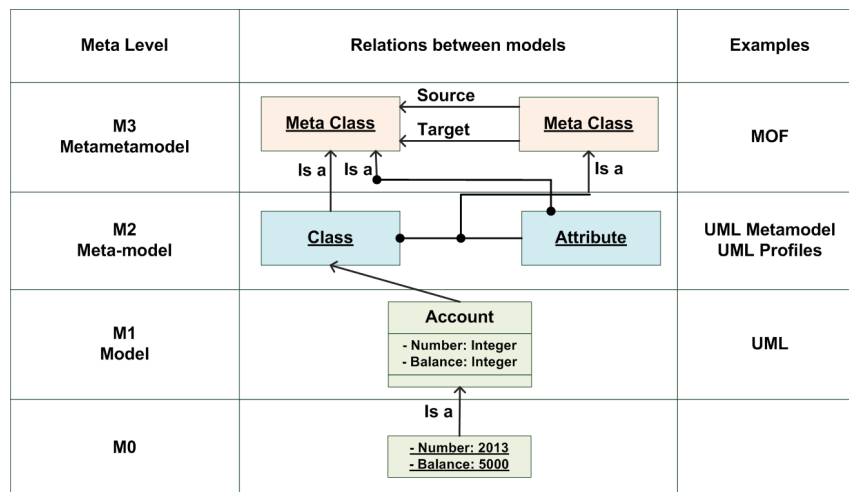 Meta Level
Relations between models
Examples
M3
Metametamodel
Meta Class
Source
Target
Meta Class
MOF
Is a
Is a
Is a
M2
Meta-model
Class
Attribute
UML Metamodel
UML Profiles
M1
Model
Account
- Number: Integer
- Balance: Integer
UML
Is a
M0
- Number: 2013
- Balance: 5000